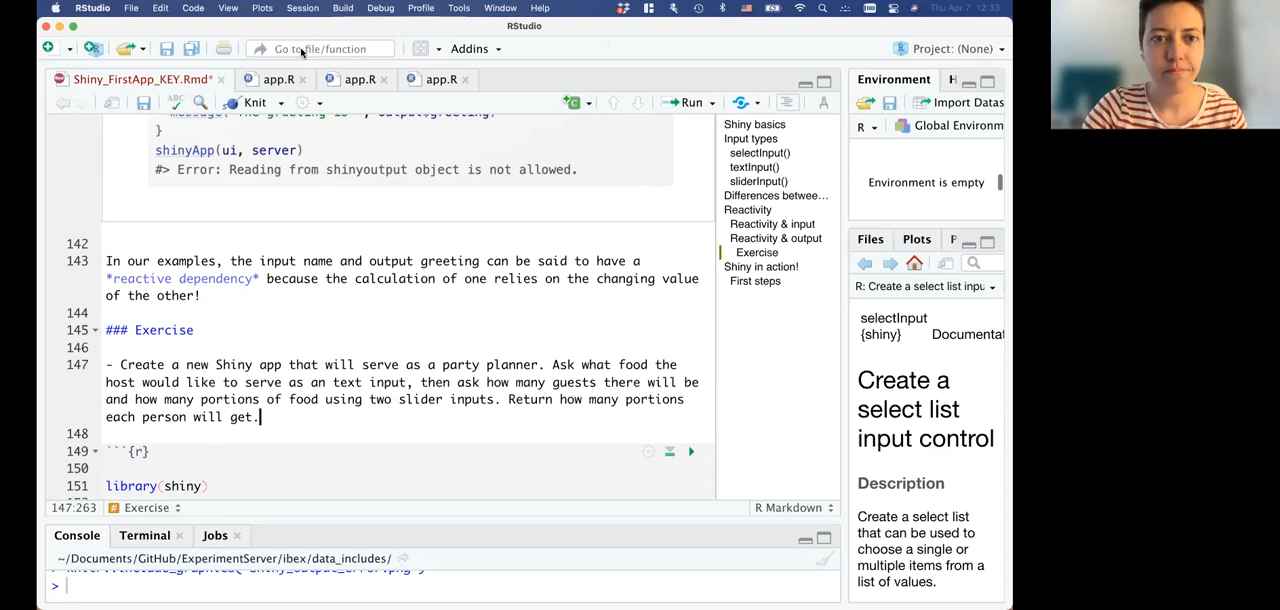 RStudio File Edit Code View Plots Session Build Debug Profile Tools Window Help Thu Apr 7 12:33
RStudio
Go to file/function Addins Project: (None)
Shiny_FirstApp_KEY.Rmd* app.R app.R app.R
Knit Run
}
shinyApp(ui, server)
#> Error: Reading from shinyoutput object is not allowed.
142
143 In our examples, the input name and output greeting can be said to have a
*reactive dependency* because the calculation of one relies on the changing value
of the other!
144
145 ### Exercise
146
147 - Create a new Shiny app that will serve as a party planner. Ask what food the
host would like to serve as an text input, then ask how many guests there will be
and how many portions of food using two slider inputs. Return how many portions
each person will get.
148
149 ```{r}
150
151 library(shiny)
147:263 Exercise R Markdown
Shiny basics
Input types
selectInput()
textInput()
sliderInput()
Differences betwee...
Reactivity
Reactivity & input
Reactivity & output
Exercise
Shiny in action!
First steps
Console Terminal Jobs
~/Documents/GitHub/ExperimentServer/ibex/data_includes/
>
Environment H
Import Datas
R Global Environm
Environment is empty
Files Plots P
R: Create a select list inpu
selectInput
{shiny} Documentat
Create a
select list
input control
Description
Create a select list
that can be used to
choose a single or
multiple items from a
list of values.